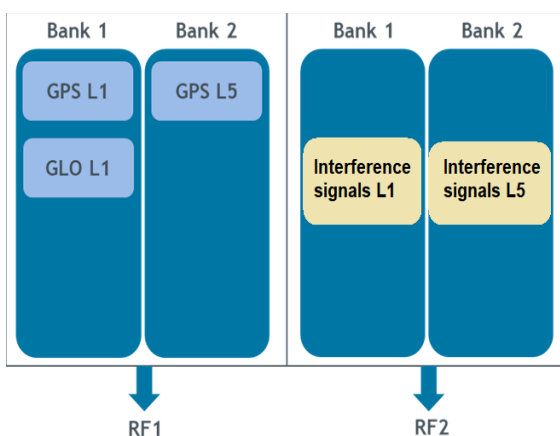 Bank 1 Bank 2 Bank 1 Bank 2
GPS L1 GPS L5
GLO L1
Interference
signals L1
Interference
signals L5
RF1 RF2